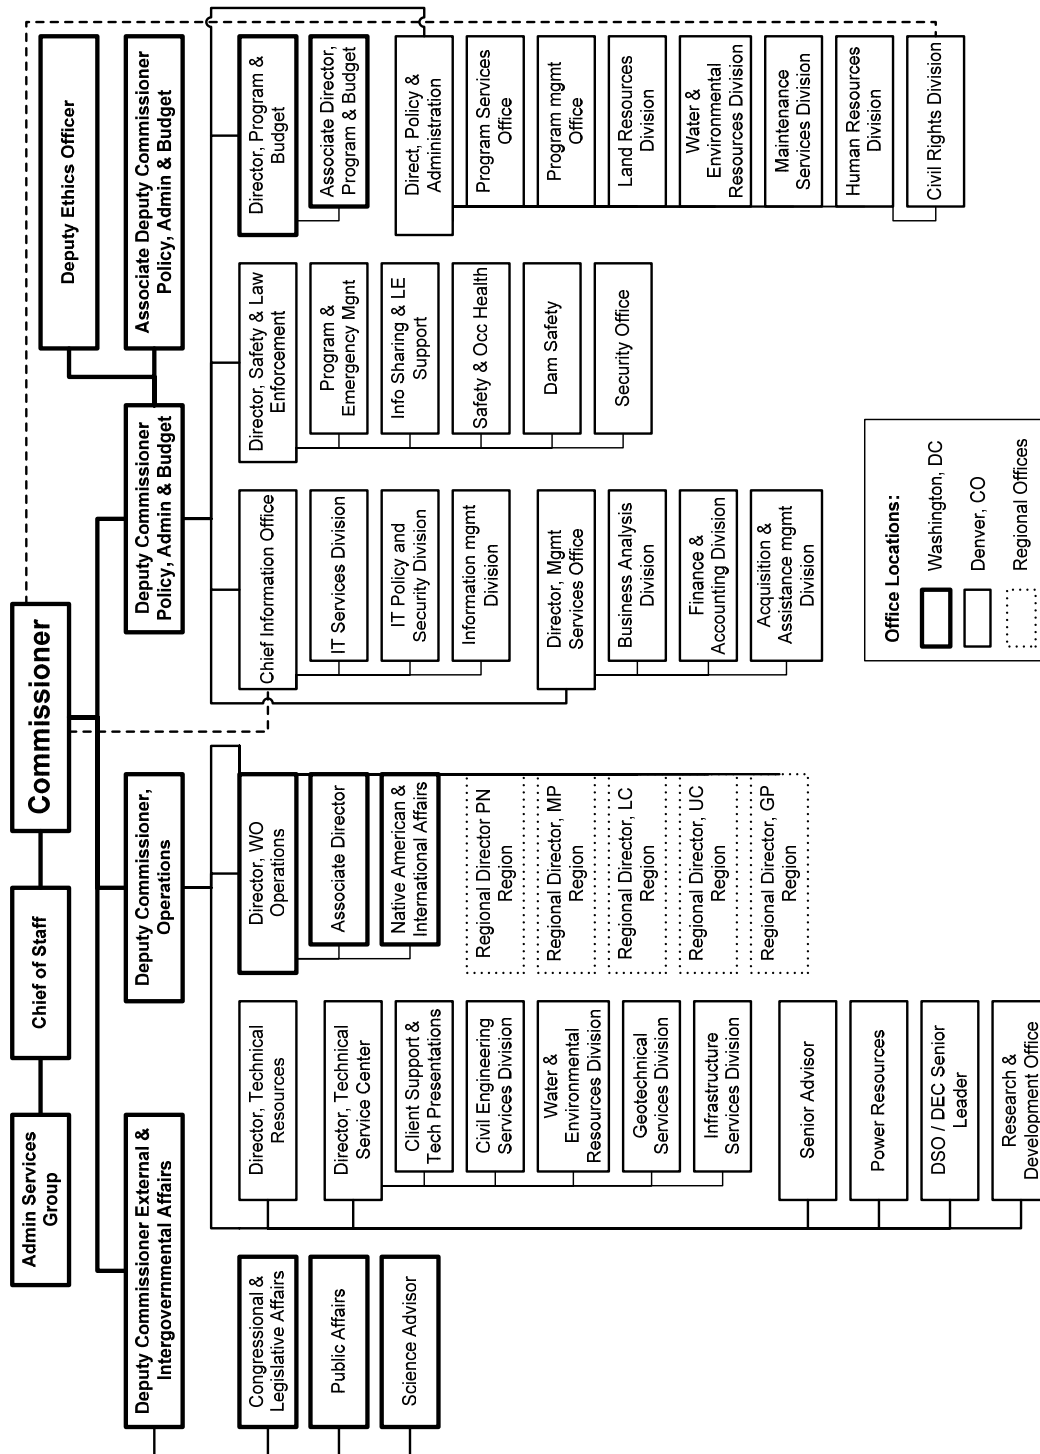 Commissioner
Chief of Staff
Admin Services
Group
Deputy Ethics Officer
Deputy Commissioner External &
Intergovernmental Affairs
Deputy Commissioner,
Operations
Deputy Commissioner
Policy, Admin & Budget
Associate Deputy Commissioner
Policy, Admin & Budget
Congressional &
Legislative Affairs
Public Affairs
Science Advisor
Director, Technical
Resources
Director, Technical
Service Center
Client Support &
Tech Presentations
Civil Engineering
Services Division
Water &
Environmental
Resources Division
Geotechnical
Services Division
Infrastructure
Services Division
Senior Advisor
Power Resources
DSO / DEC Senior
Leader
Research &
Development Office
Director, WO
Operations
Associate Director
Native American &
International Affairs
Regional Director PN
Region
Regional Director, MP
Region
Regional Director, LC
Region
Regional Director, UC
Region
Regional Director, GP
Region
Chief Information Office
IT Services Division
IT Policy and
Security Division
Information mgmt
Division
Director, Mgmt
Services Office
Business Analysis
Division
Finance &
Accounting Division
Acquisition &
Assistance mgmt
Division
Director, Safety & Law
Enforcement
Program &
Emergency Mgnt
Info Sharing & LE
Support
Safety & Occ Health
Dam Safety
Security Office
Director, Program &
Budget
Associate Director,
Program & Budget
Direct, Policy &
Administration
Program Services
Office
Program mgmt
Office
Land Resources
Division
Water &
Environmental
Resources Division
Maintenance
Services Division
Human Resources
Division
Civil Rights Division
Office Locations:
Washington, DC
Denver, CO
Regional Offices